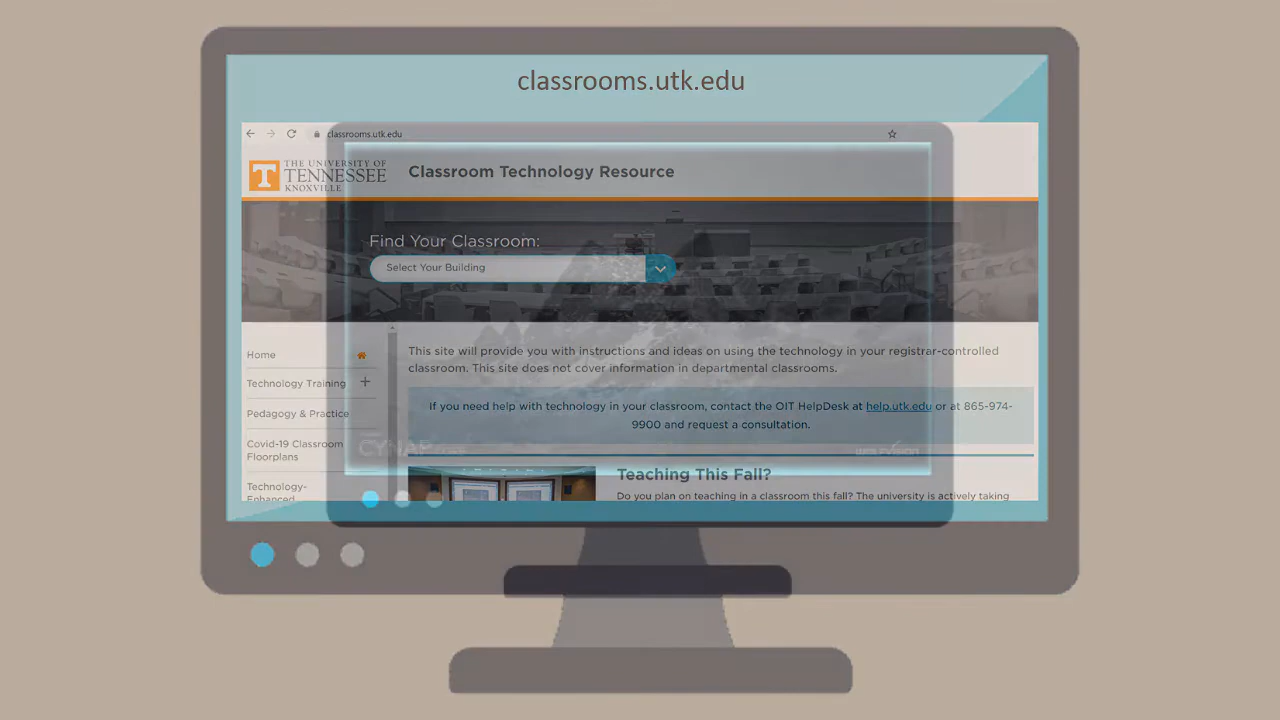 classrooms.utk.edu
classrooms.utk.edu
THE UNIVERSITY OF
TENNESSEE
KNOXVILLE
Classroom Technology Resource
Find Your Classroom:
Select Your Building
Home
Technology Training
Pedagogy & Practice
Covid-19 Classroom
Floorplans
Technology-
Enhanced
This site will provide you with instructions and ideas on using the technology in your registrar-controlled
classroom. This site does not cover information in departmental classrooms.
If you need help with technology in your classroom, contact the OIT HelpDesk at help.utk.edu or at 865-974-
9900 and request a consultation.
CYNAP
WOLFVISION
Teaching This Fall?
Do you plan on teaching in a classroom this fall? The university is actively taking